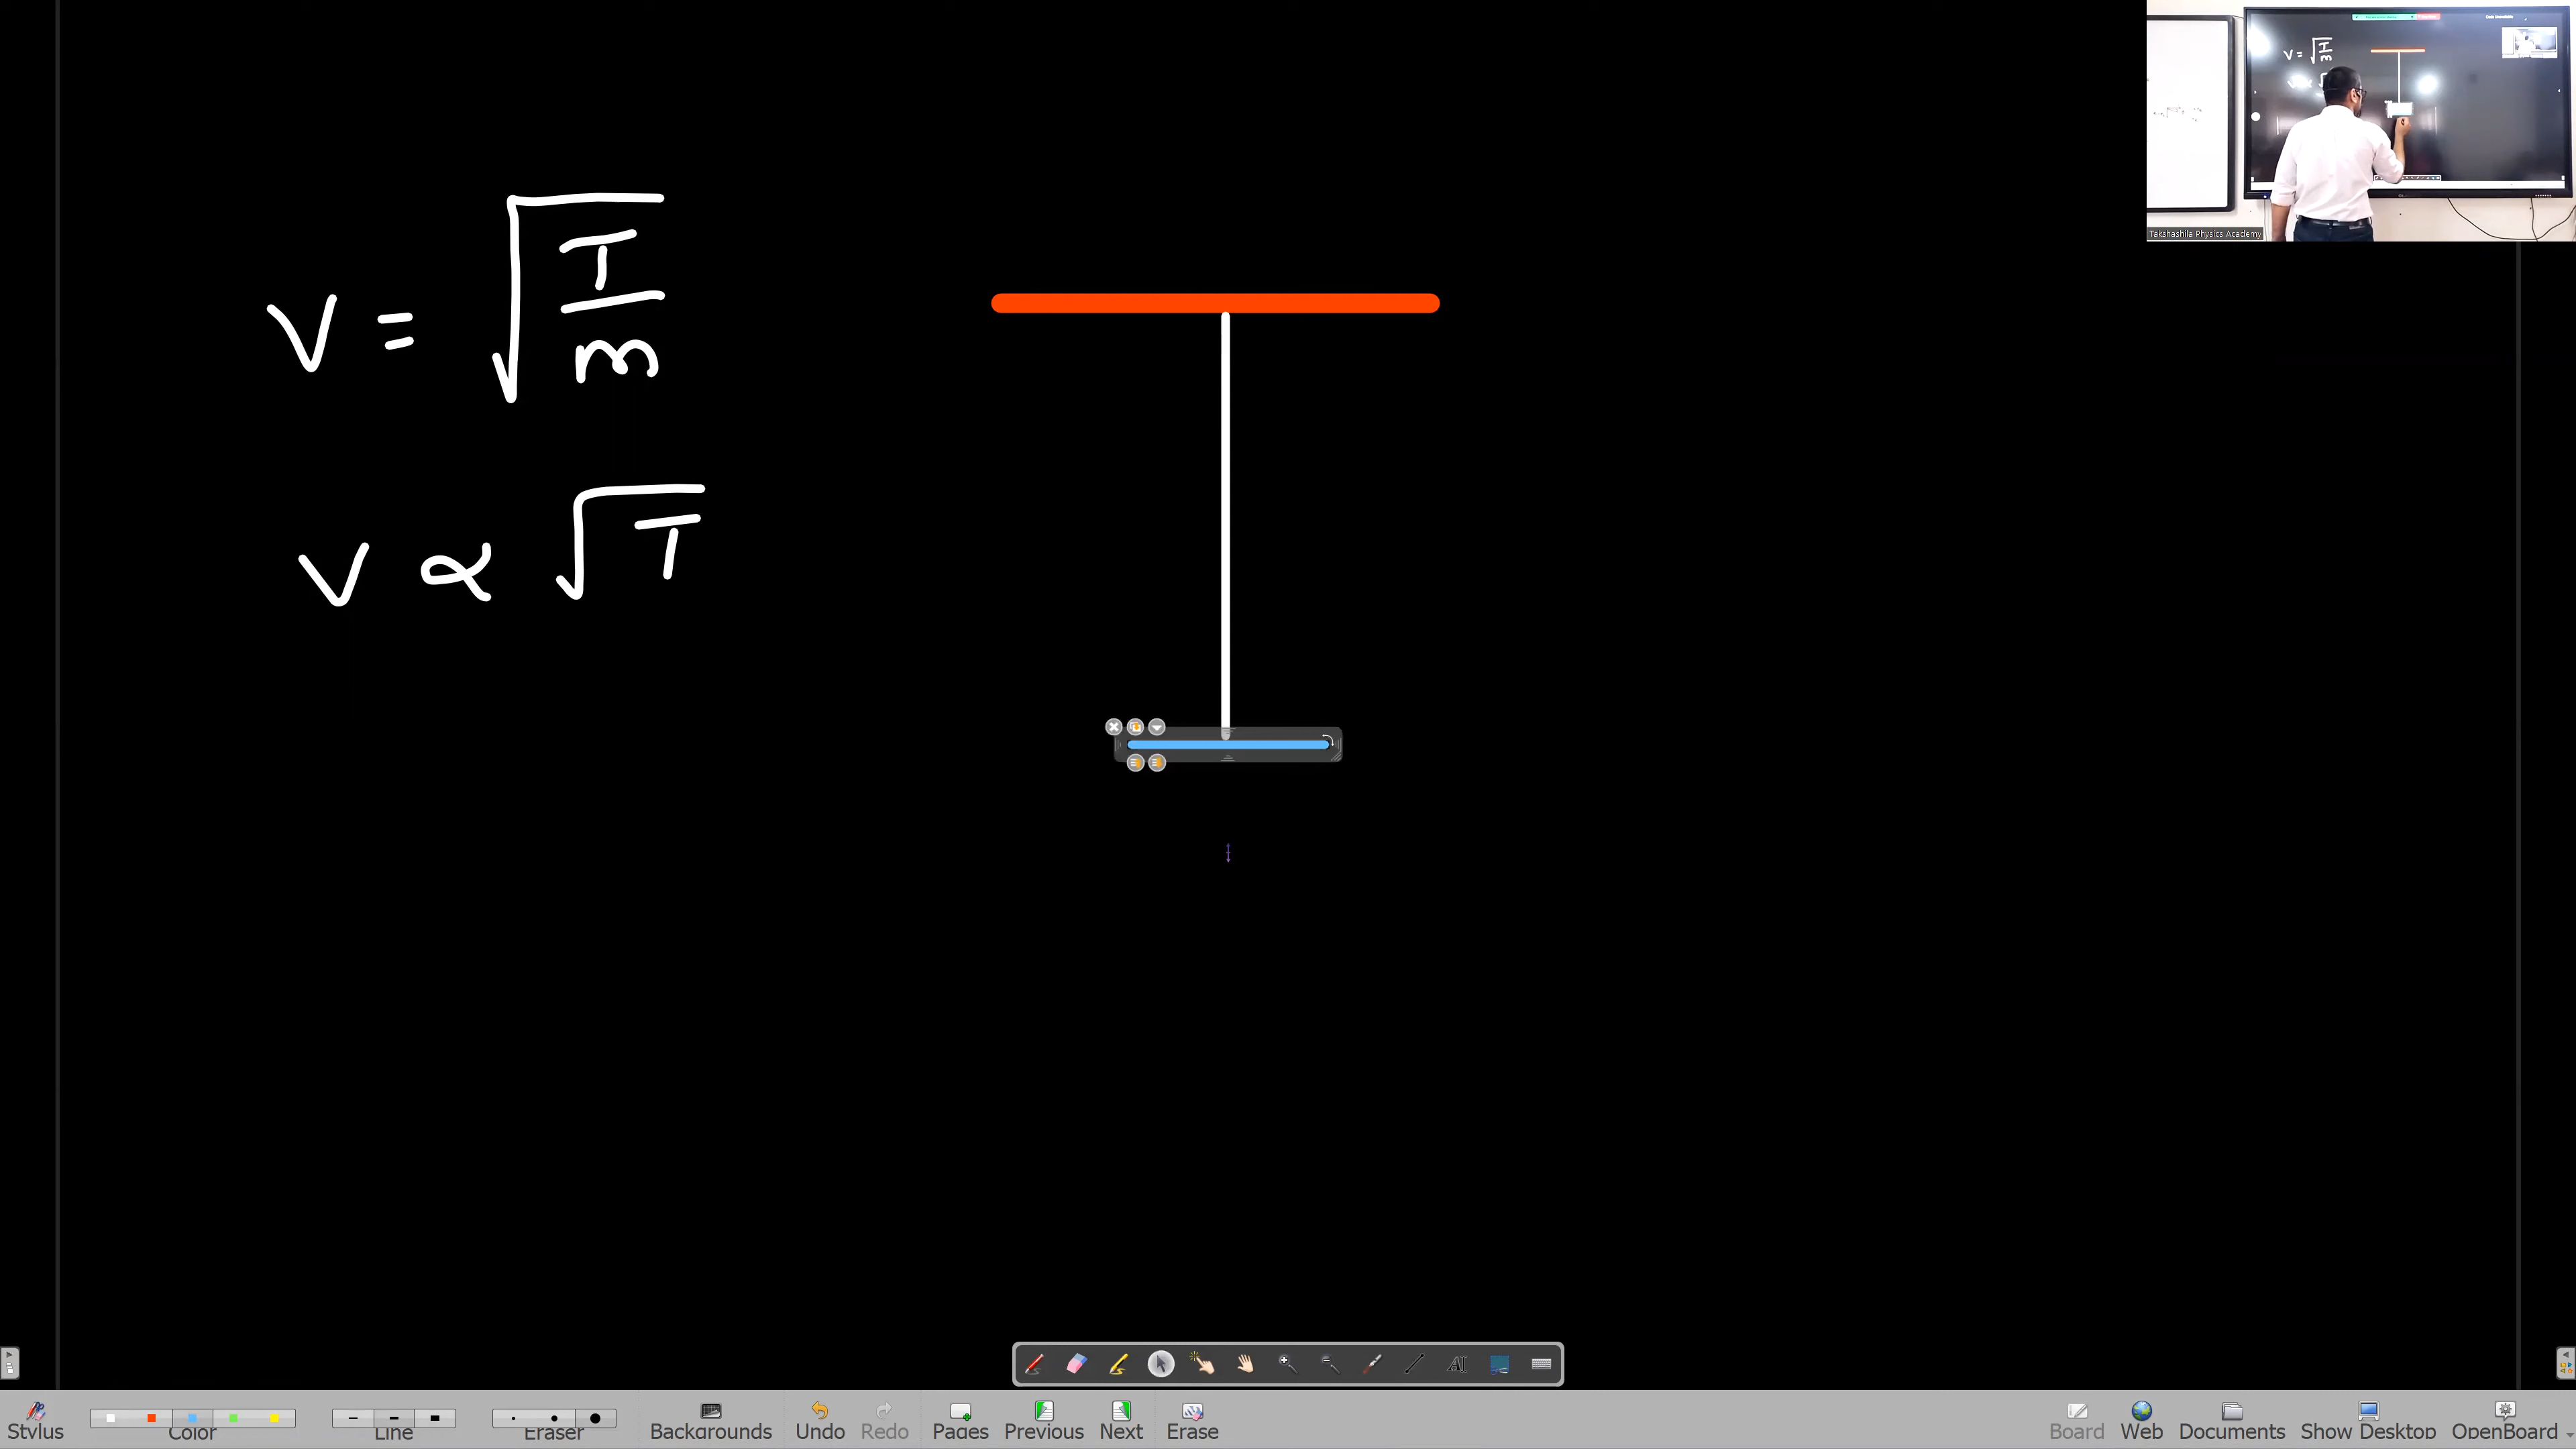 Takshashila Physics Academy
V = √(T/m)
V ∝ √T
Stylus Color Line Eraser Backgrounds Undo Redo Pages Previous Next Erase Board Web Documents Show Desktop OpenBoard